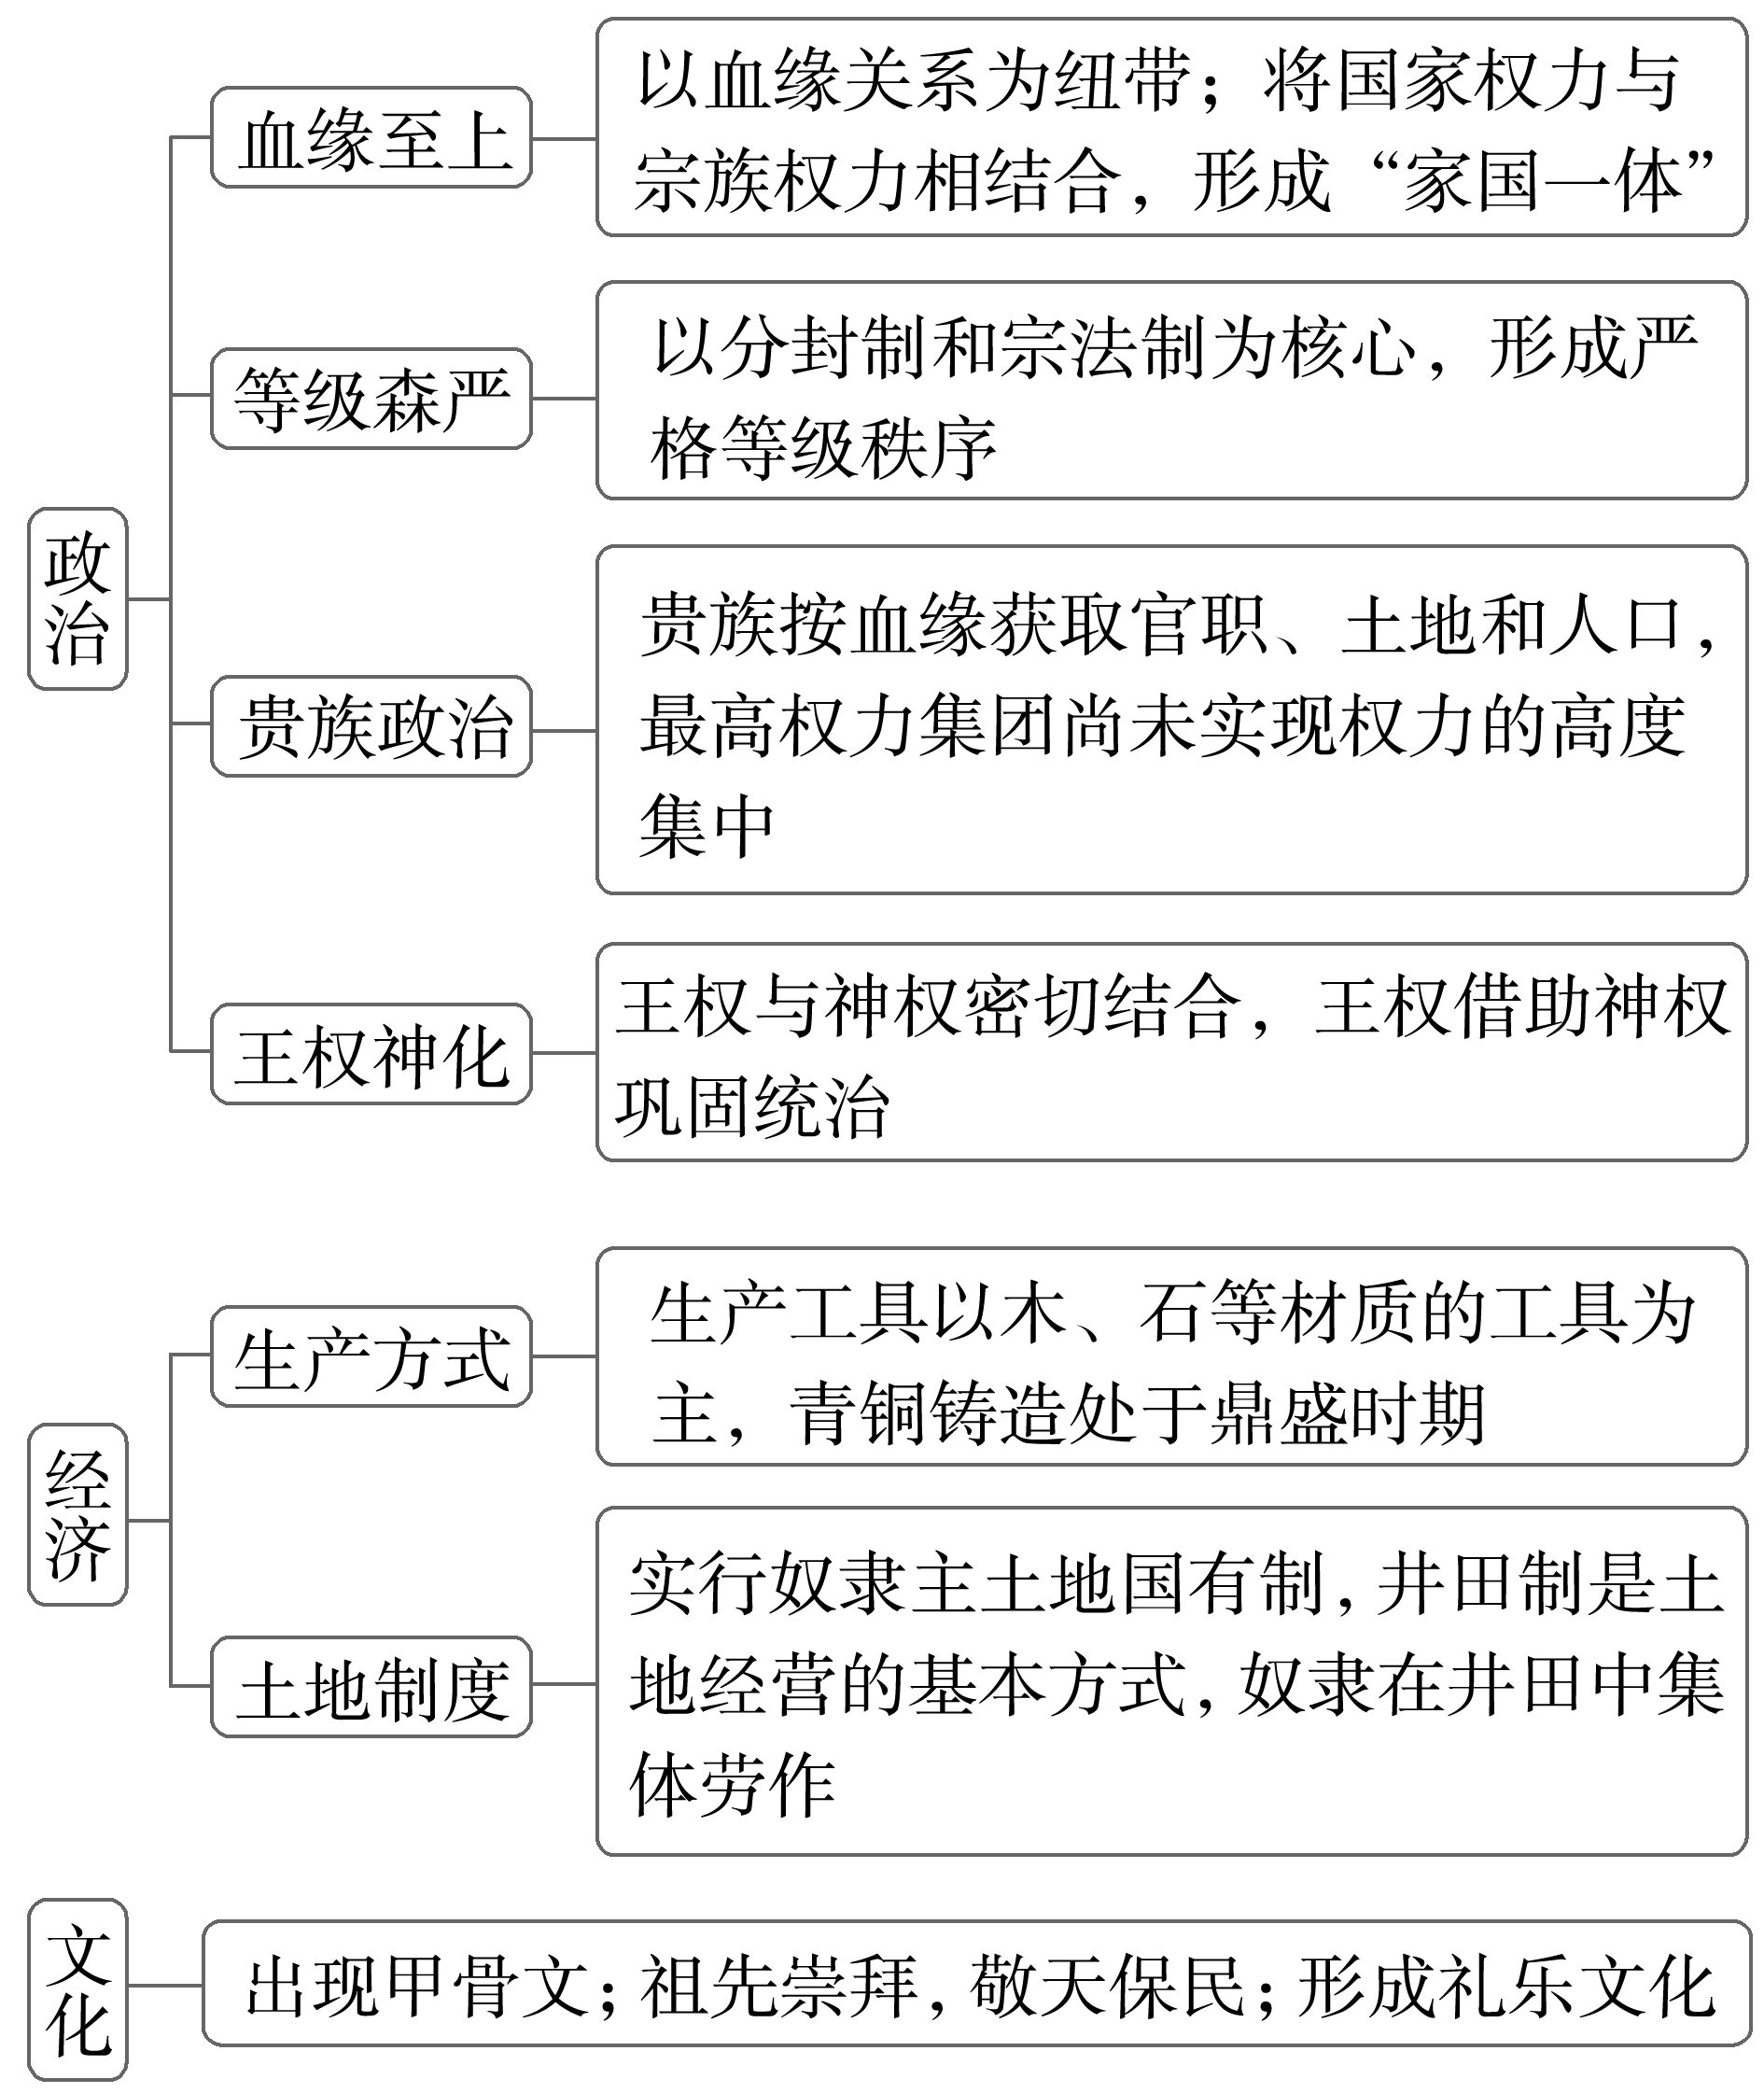 政治
血缘至上
以血缘关系为纽带；将国家权力与
宗族权力相结合，形成“家国一体”
等级森严
以分封制和宗法制为核心，形成严
格等级秩序
贵族政治
贵族按血缘获取官职、土地和人口，
最高权力集团尚未实现权力的高度
集中
王权神化
王权与神权密切结合，王权借助神权
巩固统治
经济
生产方式
生产工具以木、石等材质的工具为
主，青铜铸造处于鼎盛时期
土地制度
实行奴隶主土地国有制，井田制是土
地经营的基本方式，奴隶在井田中集
体劳作
文化
出现甲骨文；祖先崇拜，敬天保民；形成礼乐文化